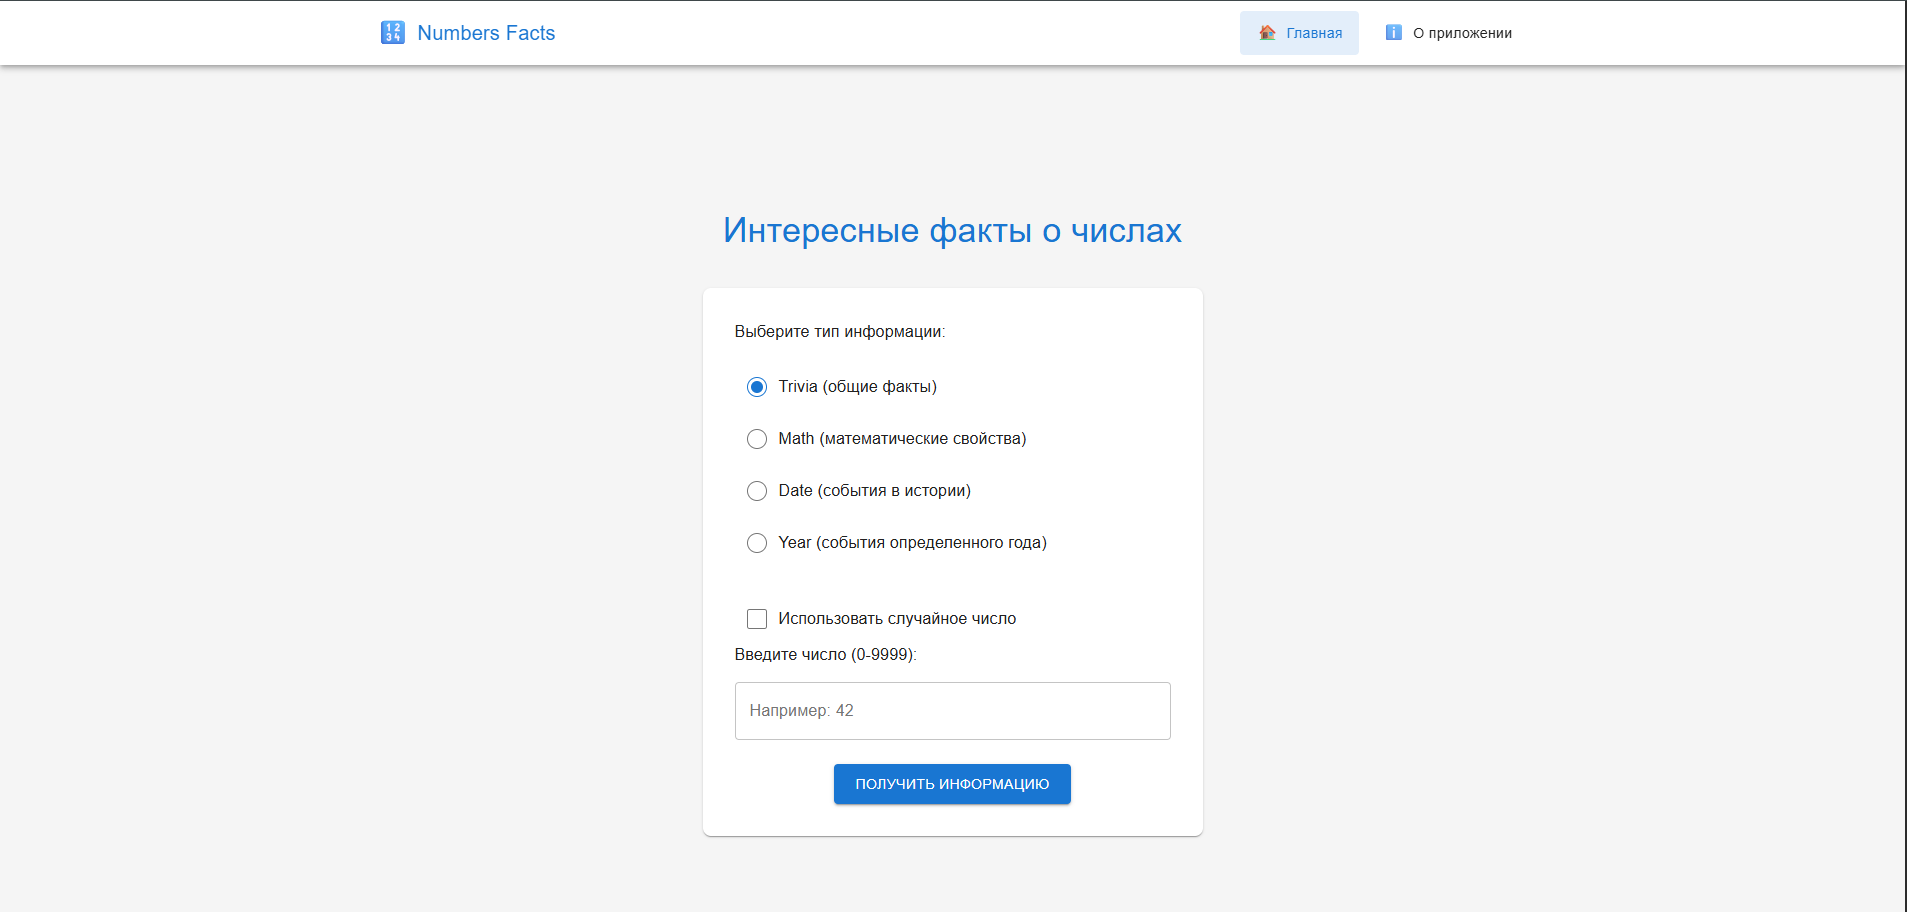 Numbers Facts
Главная
О приложении
Интересные факты о числах
Выберите тип информации:
Trivia (общие факты)
Math (математические свойства)
Date (события в истории)
Year (события определенного года)
Использовать случайное число
Введите число (0-9999):
Например: 42
ПОЛУЧИТЬ ИНФОРМАЦИЮ